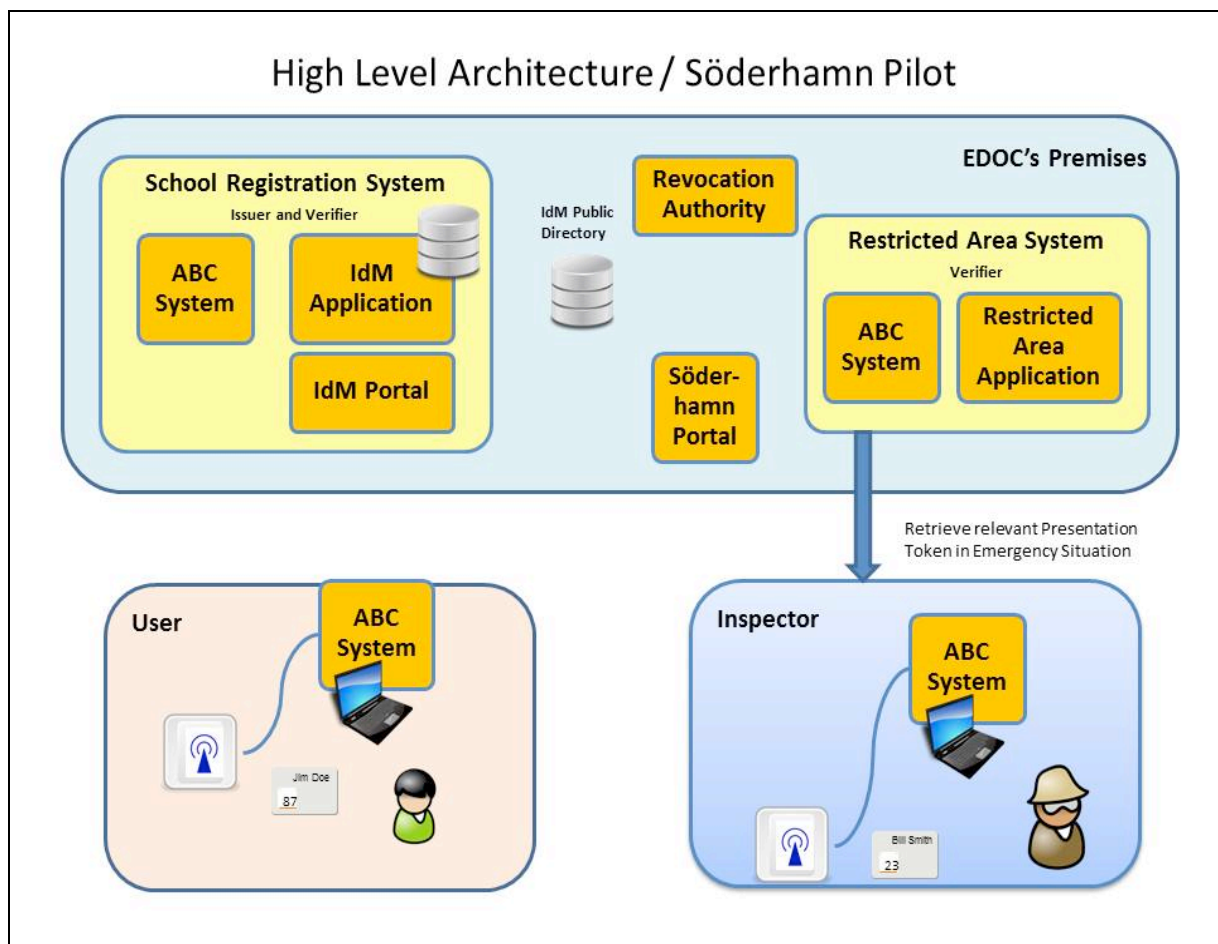 High Level Architecture / Söderhamn Pilot
EDOC's Premises
School Registration System
Issuer and Verifier
ABC
System
IdM
Application
IdM Portal
IdM Public
Directory
Revocation
Authority
Söder-
hamn
Portal
Restricted Area System
Verifier
ABC
System
Restricted
Area
Application
Retrieve relevant Presentation
Token in Emergency Situation
User
ABC
System
Jim Doe
87
Inspector
ABC
System
Bill Smith
23